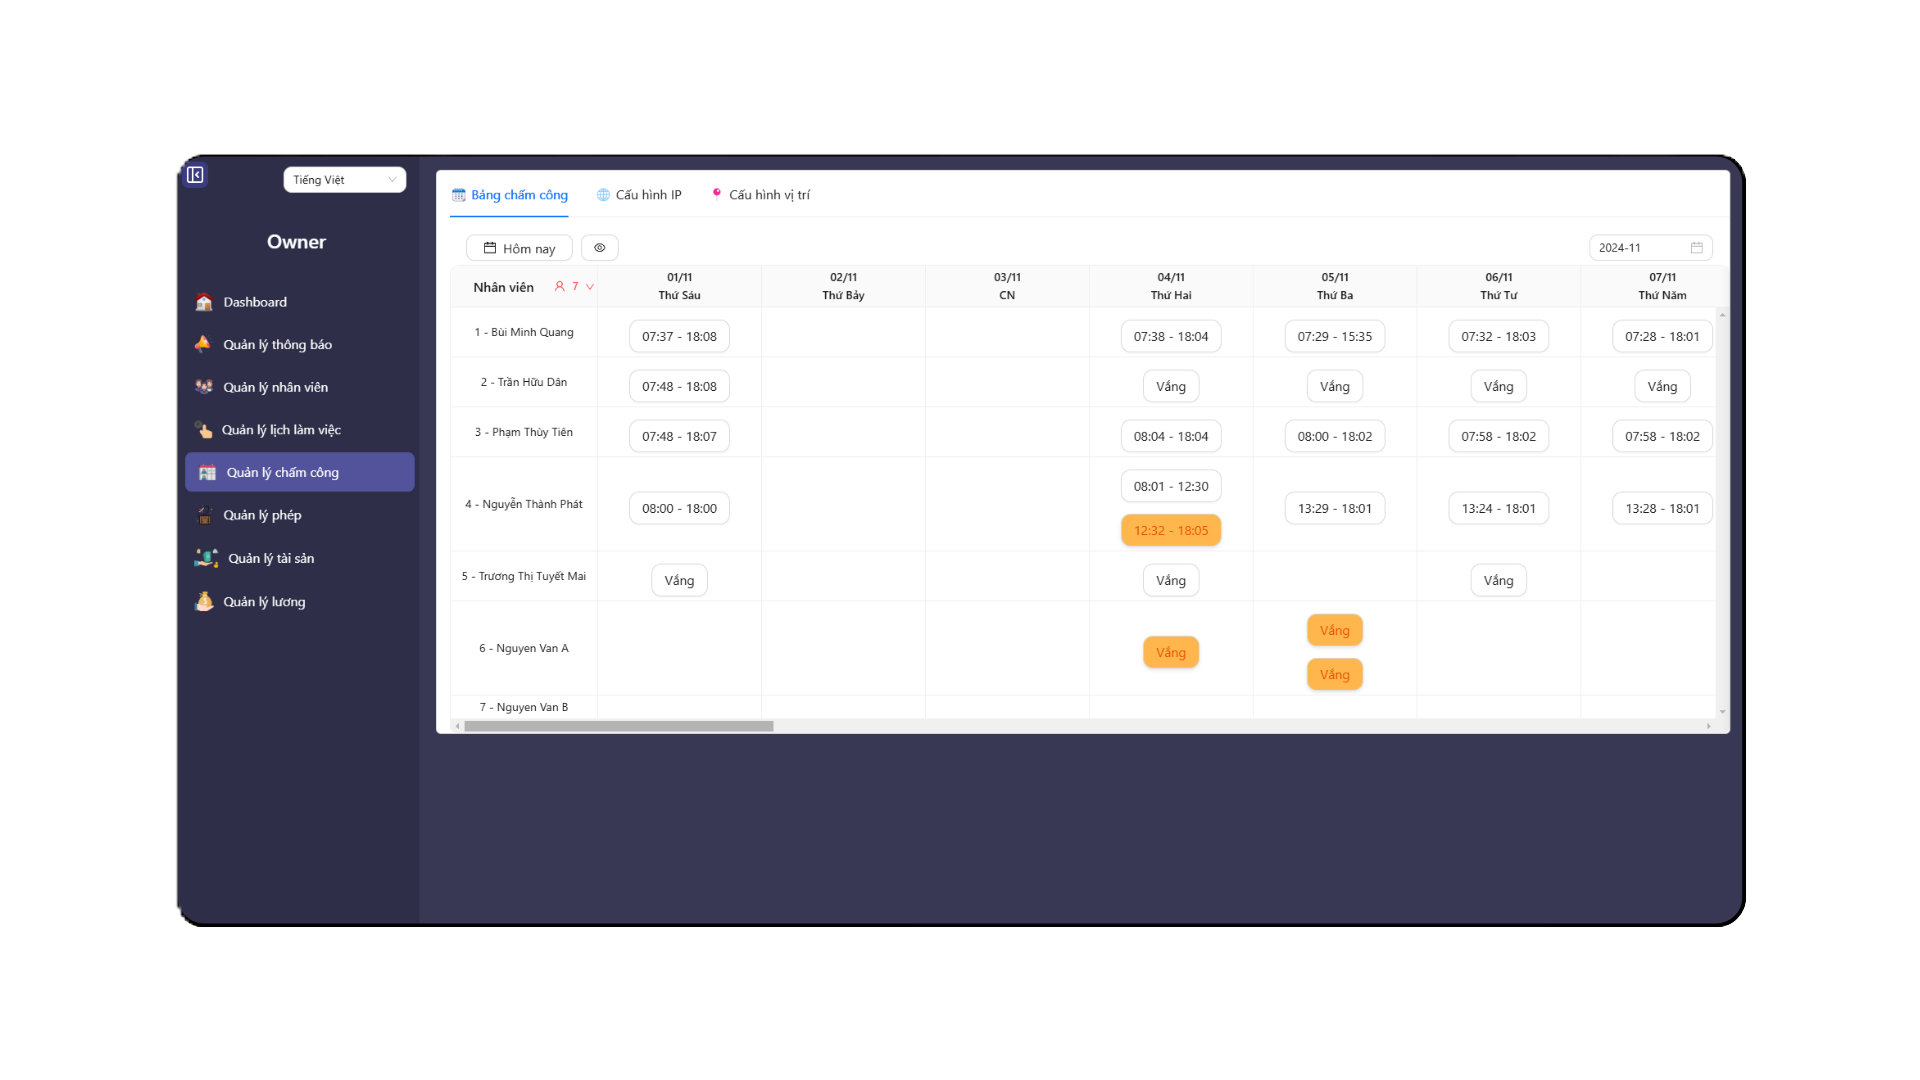 Tiếng Việt
Owner
Dashboard
Quản lý thông báo
Quản lý nhân viên
Quản lý lịch làm việc
Quản lý chấm công
Quản lý phép
Quản lý tài sản
Quản lý lương
Bảng chấm công Cấu hình IP Cấu hình vị trí
Hôm nay 2024-11
Nhân viên 7
01/11 02/11 03/11 04/11 05/11 06/11 07/11
Thứ Sáu Thứ Bảy CN Thứ Hai Thứ Ba Thứ Tư Thứ Năm
1 - Bùi Minh Quang 07:37 - 18:08 07:38 - 18:04 07:29 - 15:35 07:32 - 18:03 07:28 - 18:01
2 - Trần Hữu Dân 07:48 - 18:08 Vắng Vắng Vắng Vắng
3 - Phạm Thùy Tiên 07:48 - 18:07 08:04 - 18:04 08:00 - 18:02 07:58 - 18:02 07:58 - 18:02
4 - Nguyễn Thành Phát 08:00 - 18:00 08:01 - 12:30 13:29 - 18:01 13:24 - 18:01 13:28 - 18:01
12:32 - 18:05
5 - Trương Thị Tuyết Mai Vắng Vắng Vắng
6 - Nguyen Van A Vắng Vắng
Vắng
7 - Nguyen Van B